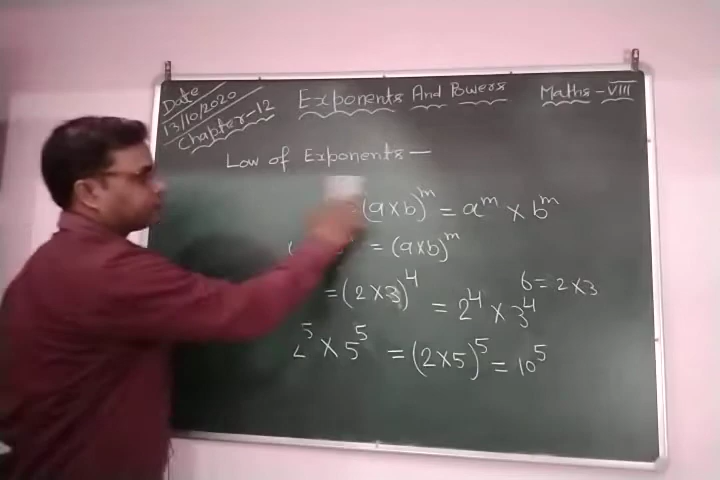 Date
13/10/2020
Chapter-12
Exponents And Powers
Maths - VIII
Law of Exponents —
= (a×b)^m = a^m × b^m
= (a×b)^m
= (2×3)^4 = 2^4 × 3^4
6 = 2×3
2^5 × 5^5 = (2×5)^5 = 10^5